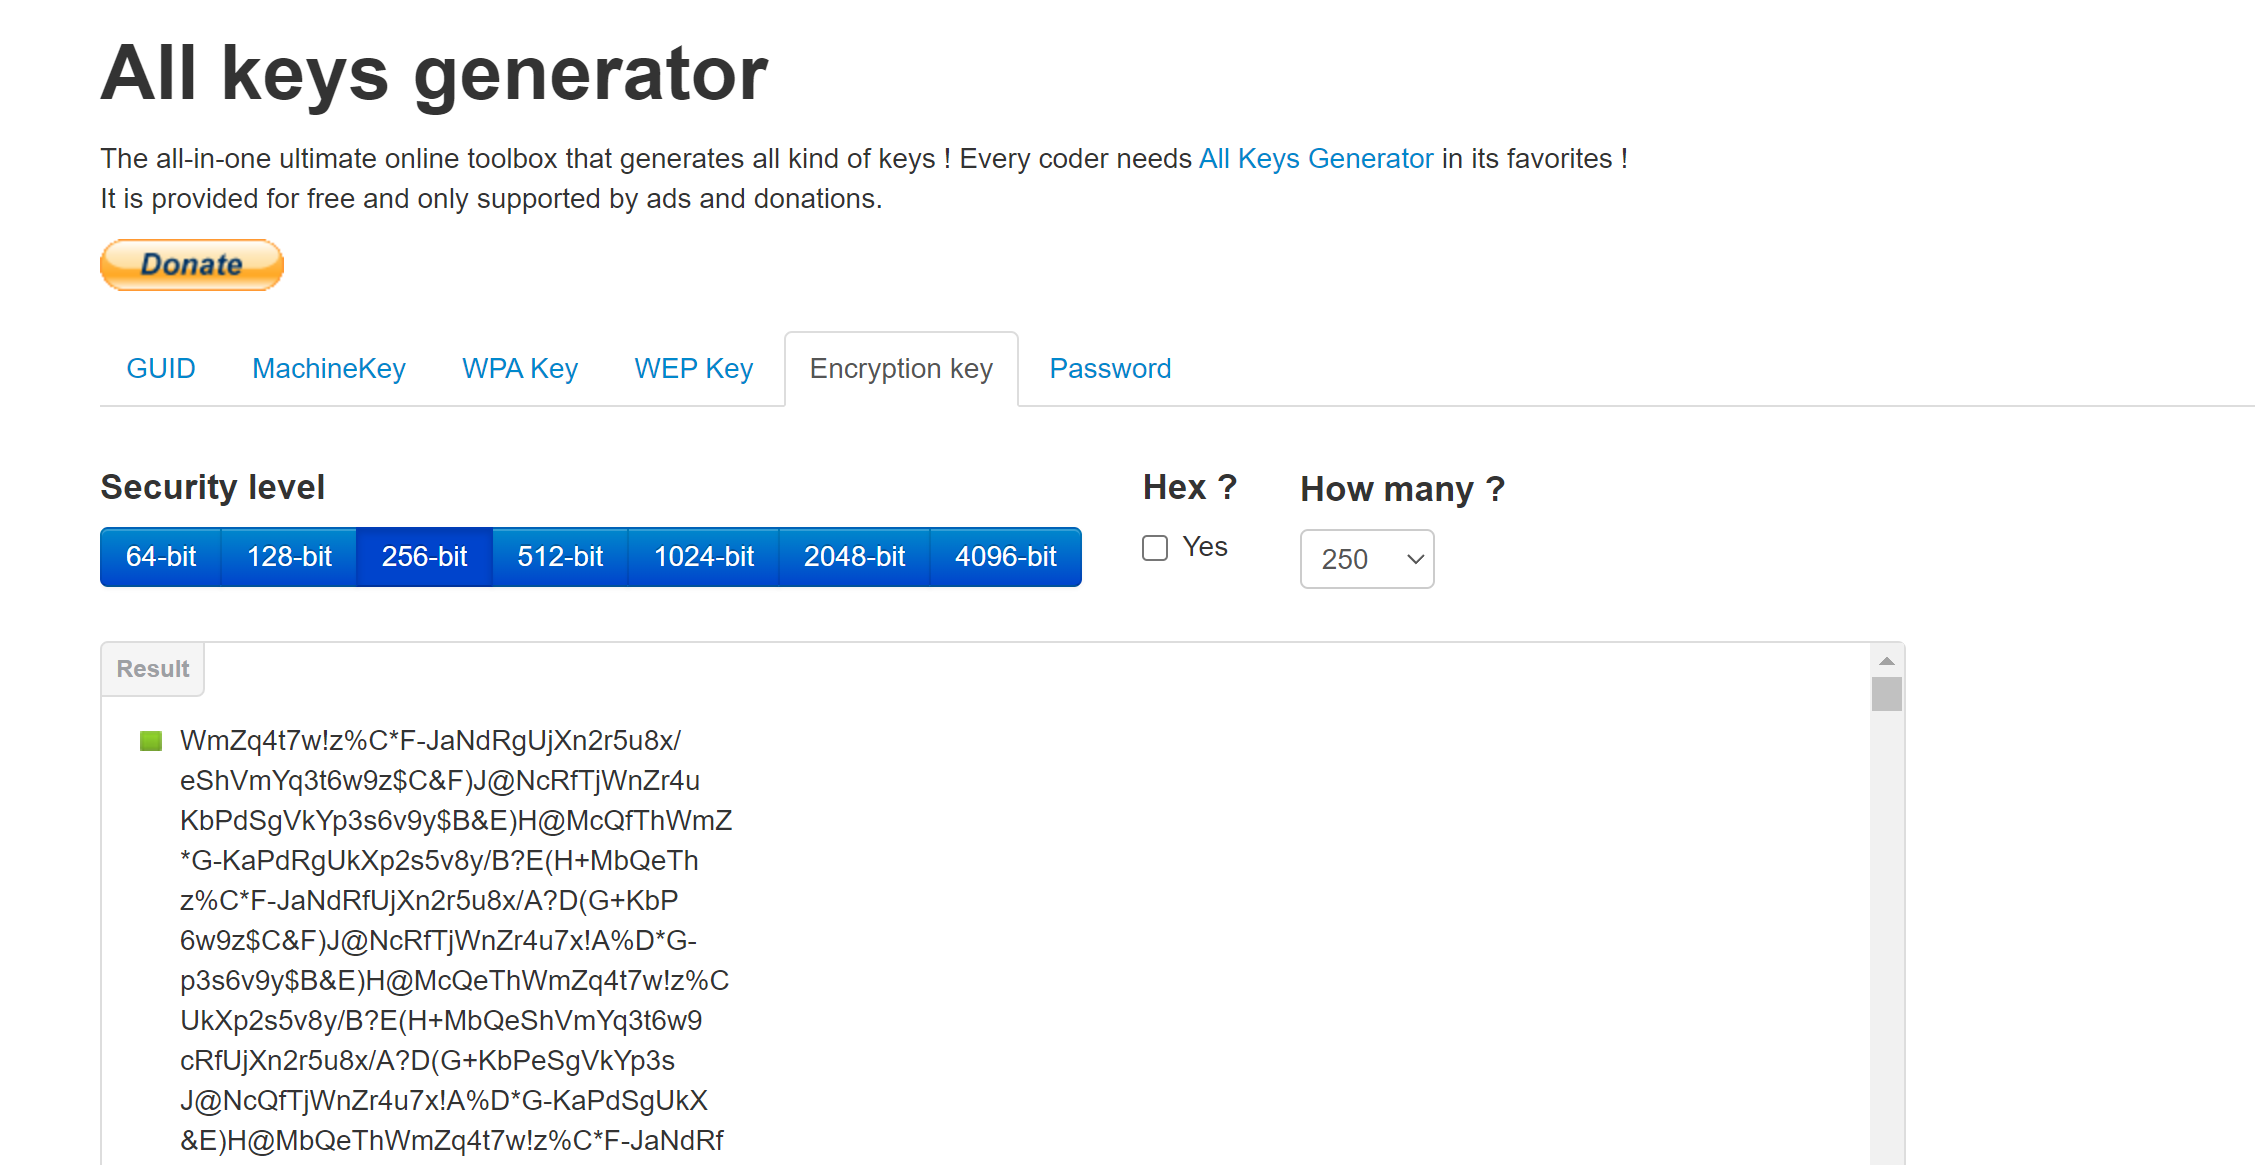 All keys generator
The all-in-one ultimate online toolbox that generates all kind of keys ! Every coder needs All Keys Generator in its favorites !
It is provided for free and only supported by ads and donations.
Donate
GUID MachineKey WPA Key WEP Key Encryption key Password
Security level Hex ? How many ?
64-bit 128-bit 256-bit 512-bit 1024-bit 2048-bit 4096-bit Yes 250
Result
WmZq4t7w!z%C*F-JaNdRgUjXn2r5u8x/
eShVmYq3t6w9z$C&F)J@NcRfTjWnZr4u
KbPdSgVkYp3s6v9y$B&E)H@McQfThWmZ
*G-KaPdRgUkXp2s5v8y/B?E(H+MbQeTh
z%C*F-JaNdRfUjXn2r5u8x/A?D(G+KbP
6w9z$C&F)J@NcRfTjWnZr4u7x!A%D*G-
p3s6v9y$B&E)H@McQeThWmZq4t7w!z%C
UkXp2s5v8y/B?E(H+MbQeShVmYq3t6w9
cRfUjXn2r5u8x/A?D(G+KbPeSgVkYp3s
J@NcQfTjWnZr4u7x!A%D*G-KaPdSgUkX
&E)H@MbQeThWmZq4t7w!z%C*F-JaNdRf